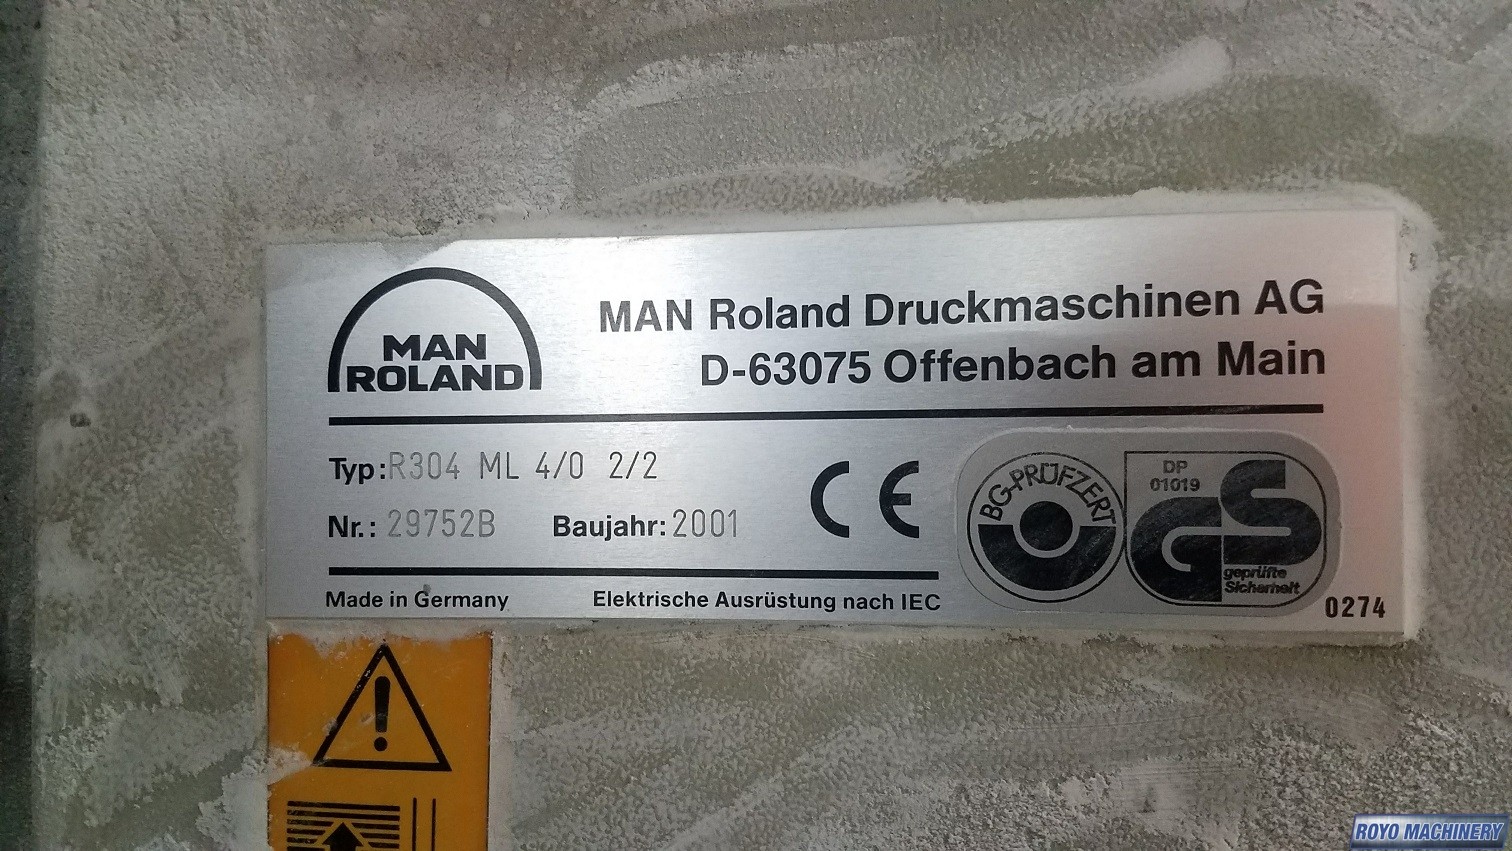 MAN
ROLAND
MAN Roland Druckmaschinen AG
D-63075 Offenbach am Main
Typ: R304 ML 4/0 2/2
Nr.: 29752B Baujahr: 2001
CE
BG-PRÜFZERT
DP
01019
GS
geprüfte
Sicherheit
Made in Germany Elektrische Ausrüstung nach IEC
0274
ROYO MACHINERY